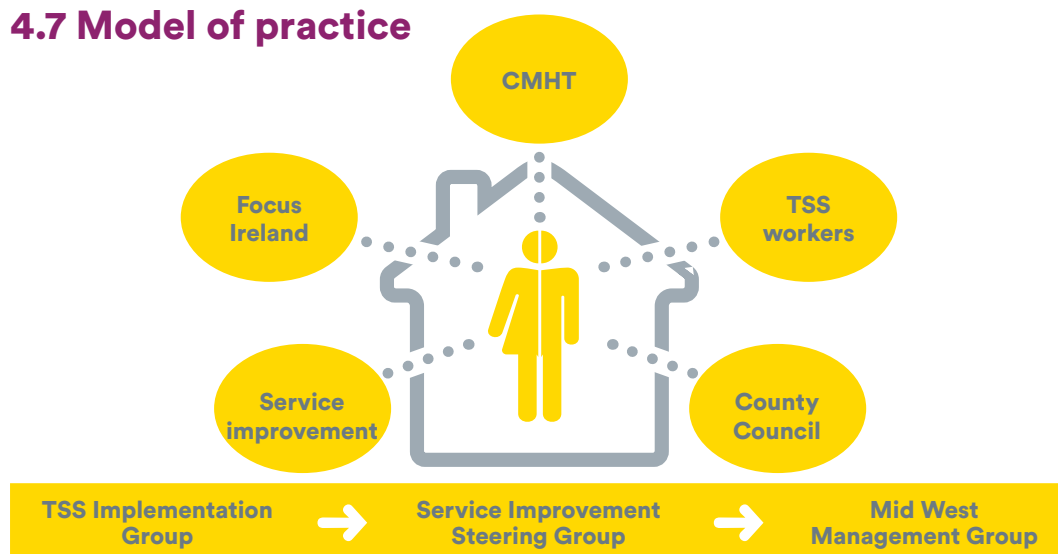 4.7 Model of practice
CMHT
Focus
Ireland
TSS
workers
Service
improvement
County
Council
TSS Implementation
Group
Service Improvement
Steering Group
Mid West
Management Group